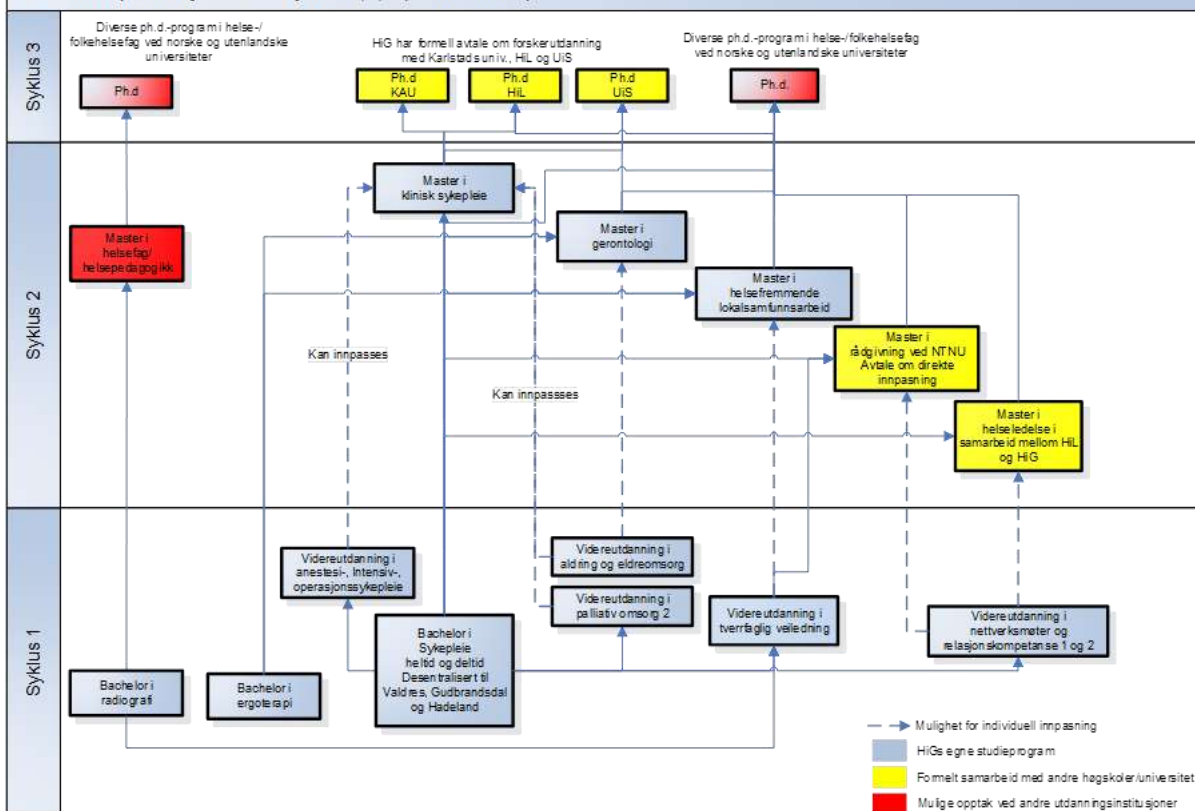 Syklus 3
Diverse ph.d.-program i helse-/
folkehelsefag ved norske og utenlandske
universiteter
HiG har formell avtale om forskerutdanning
med Karlstads univ., HiL og UiS
Diverse ph.d.-program i helse-/folkehelsefag
ved norske og utenlandske universiteter
Ph.d
Ph.d
KAU
Ph.d
HiL
Ph.d
UiS
Ph.d.
Syklus 2
Master i
klinisk sykepleie
Master i
gerontologi
Master i
helsefag/
helsepedagogikk
Master i
helsefremmende
lokalsamfunnsarbeid
Kan innpasses
Kan innpassses
Master i
rådgivning ved NTNU
Avtale om direkte
innpasning
Master i
helseledelse i
samarbeid mellom HiL
og HiG
Syklus 1
Videreutdanning i
anestesi-, Intensiv-,
operasjonssykepleie
Videreutdanning i
aldring og eldreomsorg
Videreutdanning i
palliativ omsorg 2
Videreutdanning i
tverrfaglig veiledning
Videreutdanning i
nettverksmøter og
relasjonskompetanse 1 og 2
Bachelor i
radiografi
Bachelor i
ergoterapi
Bachelor i
Sykepleie
heltid og deltid
Desentralisert til
Valdres, Gudbrandsdal
og Hadeland
Mulighet for individuell innpasning
HiGs egne studieprogram
Formelt samarbeid med andre høgskoler/universitet
Mulige opptak ved andre utdanningsinstitusjoner